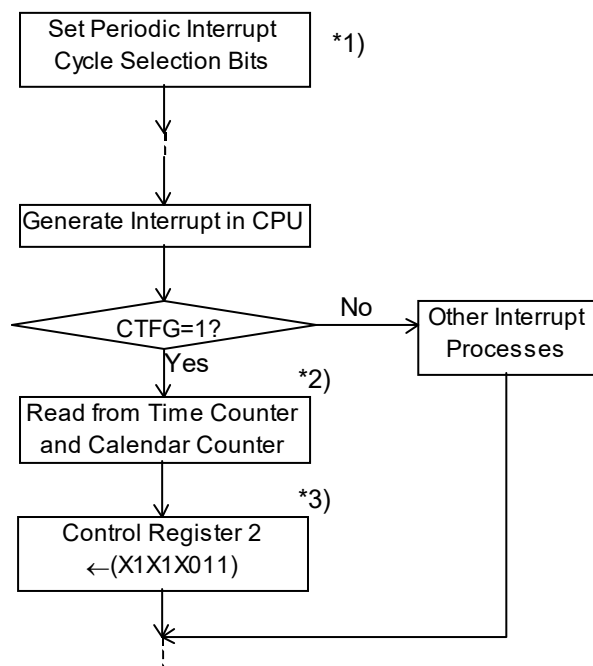 Set Periodic Interrupt
Cycle Selection Bits
*1)
Generate Interrupt in CPU
CTFG=1?
No
Other Interrupt
Processes
Yes
*2)
Read from Time Counter
and Calendar Counter
*3)
Control Register 2
←(X1X1X011)